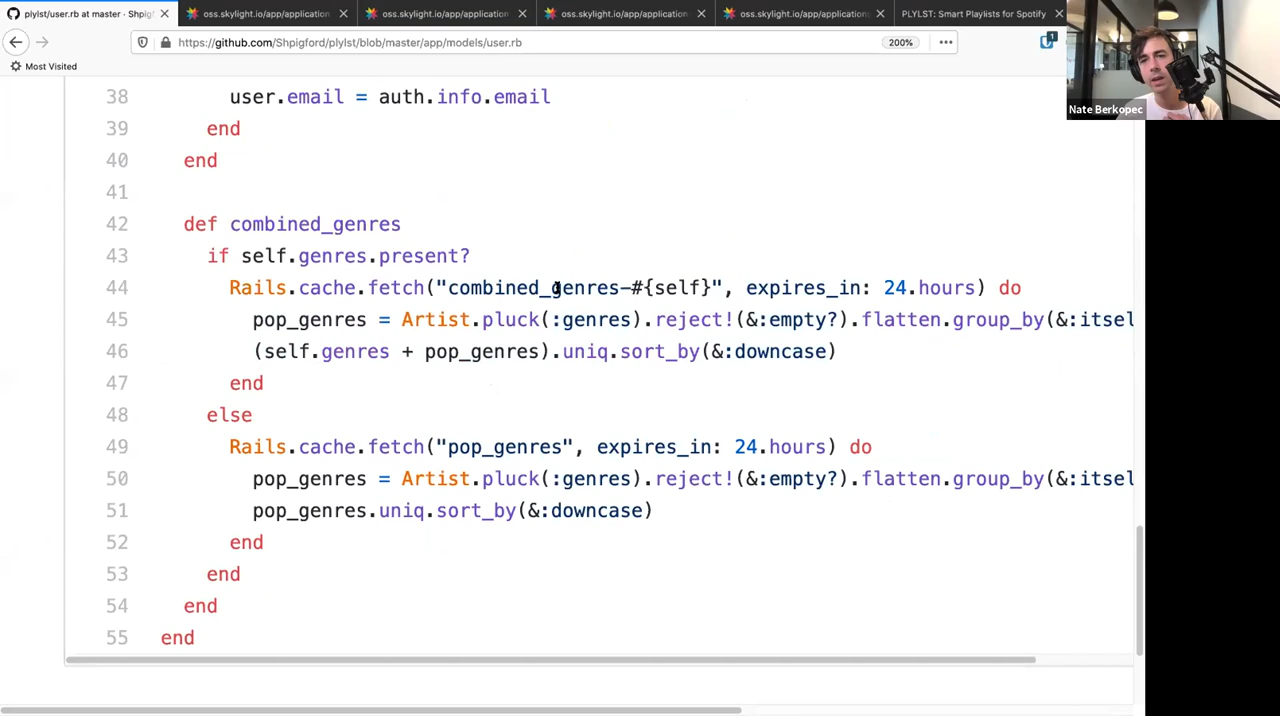 plylst/user.rb at master · Shpigf
oss.skylight.io/app/application
oss.skylight.io/app/application
oss.skylight.io/app/application
oss.skylight.io/app/application
PLYLST: Smart Playlists for Spotify
https://github.com/Shpigford/plylst/blob/master/app/models/user.rb
200%
1
Most Visited
Nate Berkopec
38 user.email = auth.info.email
39 end
40 end
41
42 def combined_genres
43 if self.genres.present?
44 Rails.cache.fetch("combined_genres-#{self}", expires_in: 24.hours) do
45 pop_genres = Artist.pluck(:genres).reject!(&:empty?).flatten.group_by(&:itsel
46 (self.genres + pop_genres).uniq.sort_by(&:downcase)
47 end
48 else
49 Rails.cache.fetch("pop_genres", expires_in: 24.hours) do
50 pop_genres = Artist.pluck(:genres).reject!(&:empty?).flatten.group_by(&:itsel
51 pop_genres.uniq.sort_by(&:downcase)
52 end
53 end
54 end
55 end